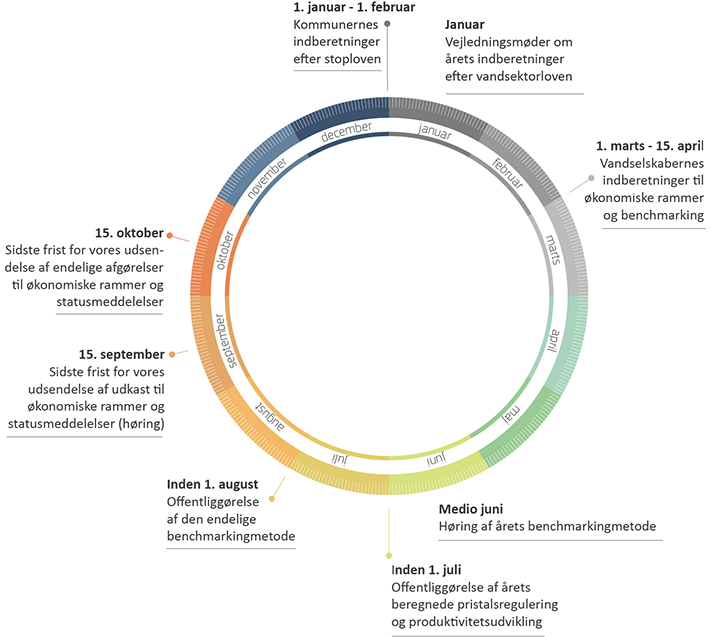 1. januar - 1. februar
Kommunernes
indberetninger
efter stoploven
Januar
Vejledningsmøder om
årets indberetninger
efter vandsektorloven
1. marts - 15. april
Vandselskabernes
indberetninger til
økonomiske rammer
og benchmarking
Medio juni
Høring af årets benchmarkingmetode
Inden 1. juli
Offentliggørelse af årets
beregnede pristalsregulering
og produktivitetsudvikling
Inden 1. august
Offentliggørelse
af den endelige
benchmarkingmetode
15. september
Sidste frist for vores
udsendelse af udkast til
økonomiske rammer og
statusmeddelelser (høring)
15. oktober
Sidste frist for vores udsen-
delse af endelige afgørelser
til økonomiske rammer og
statusmeddelelser
januar
februar
marts
april
maj
juni
juli
august
september
oktober
november
december